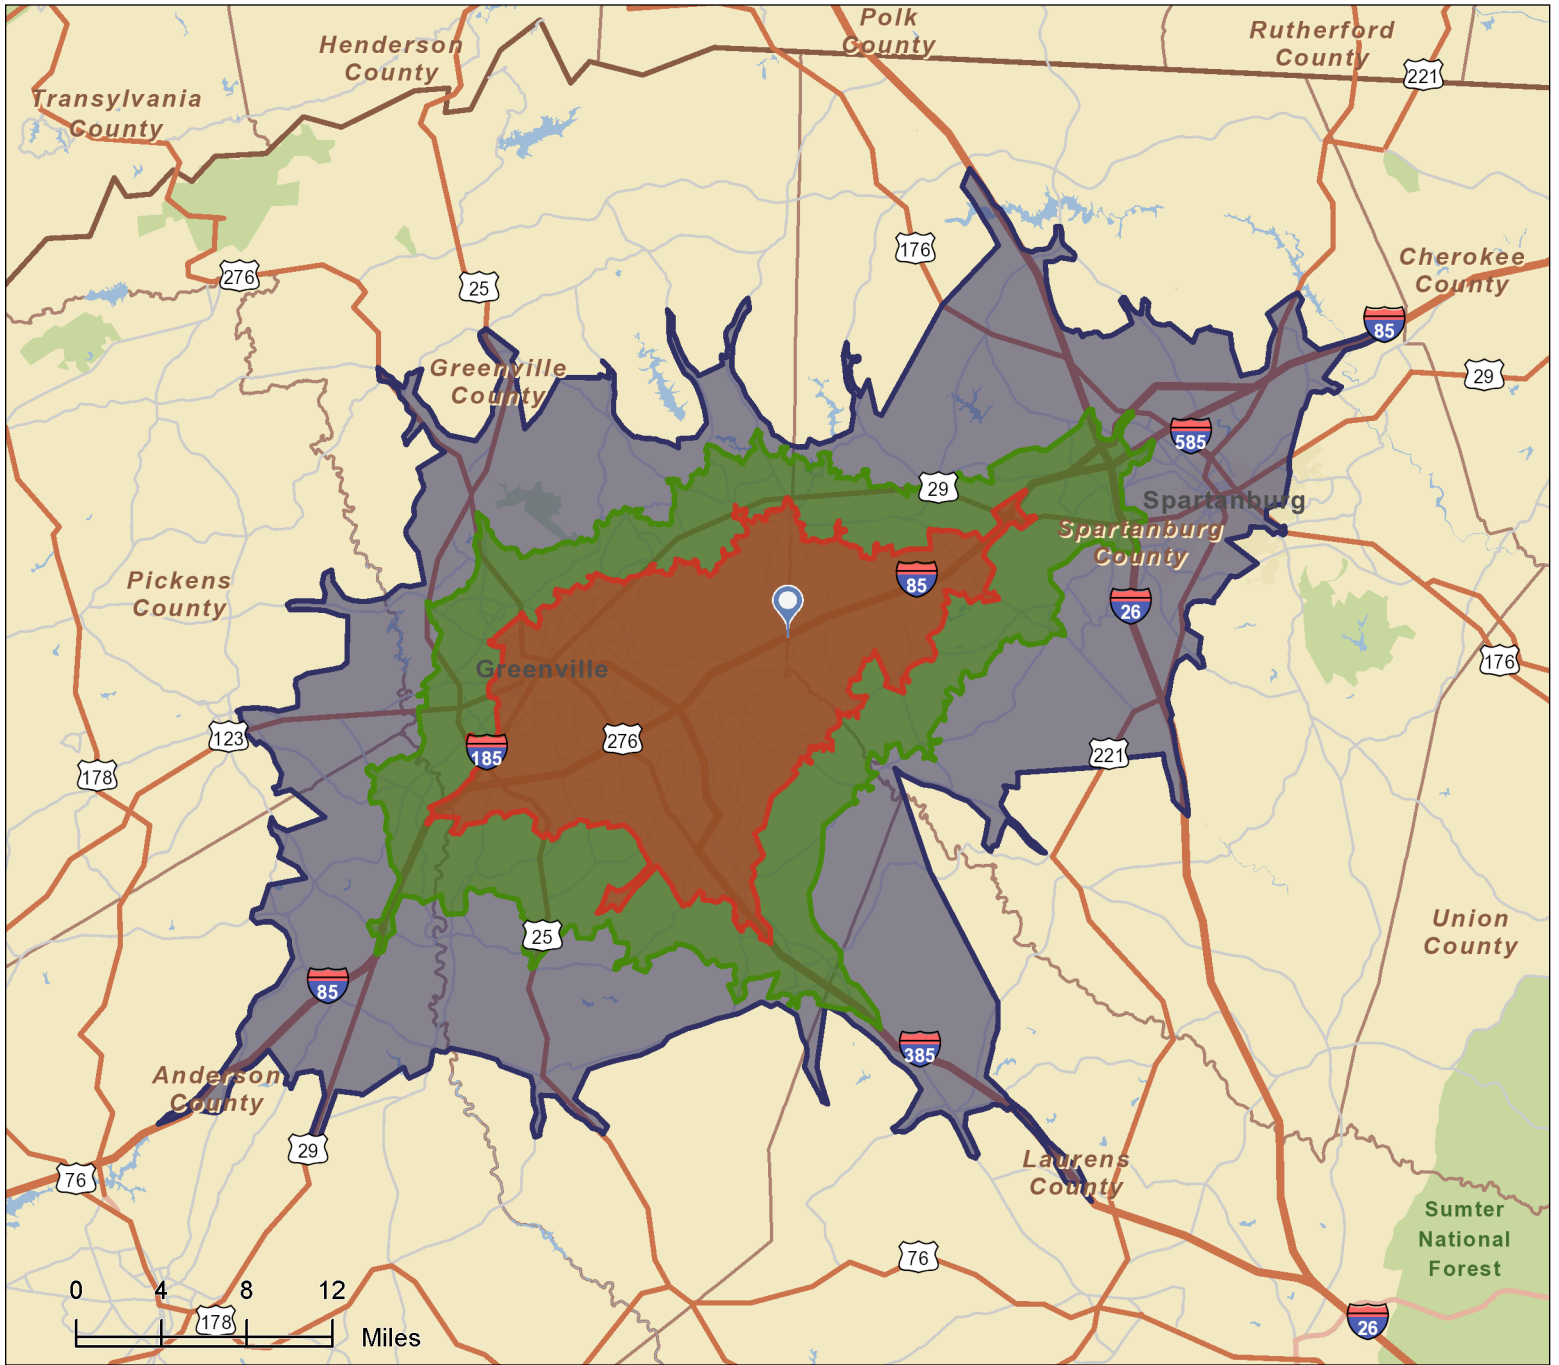 Polk
County
Rutherford
County
Henderson
County
221
Transylvania
County
176
Cherokee
County
276
25
85
Greenville
County
29
585
29
Spartanburg
Spartanburg
County
Pickens
County
85
26
Greenville
176
123
276
185
221
178
Union
County
25
85
385
Anderson
County
29
Laurens
County
76
Sumter
National
Forest
76
0 4 8 12
Miles
178
26